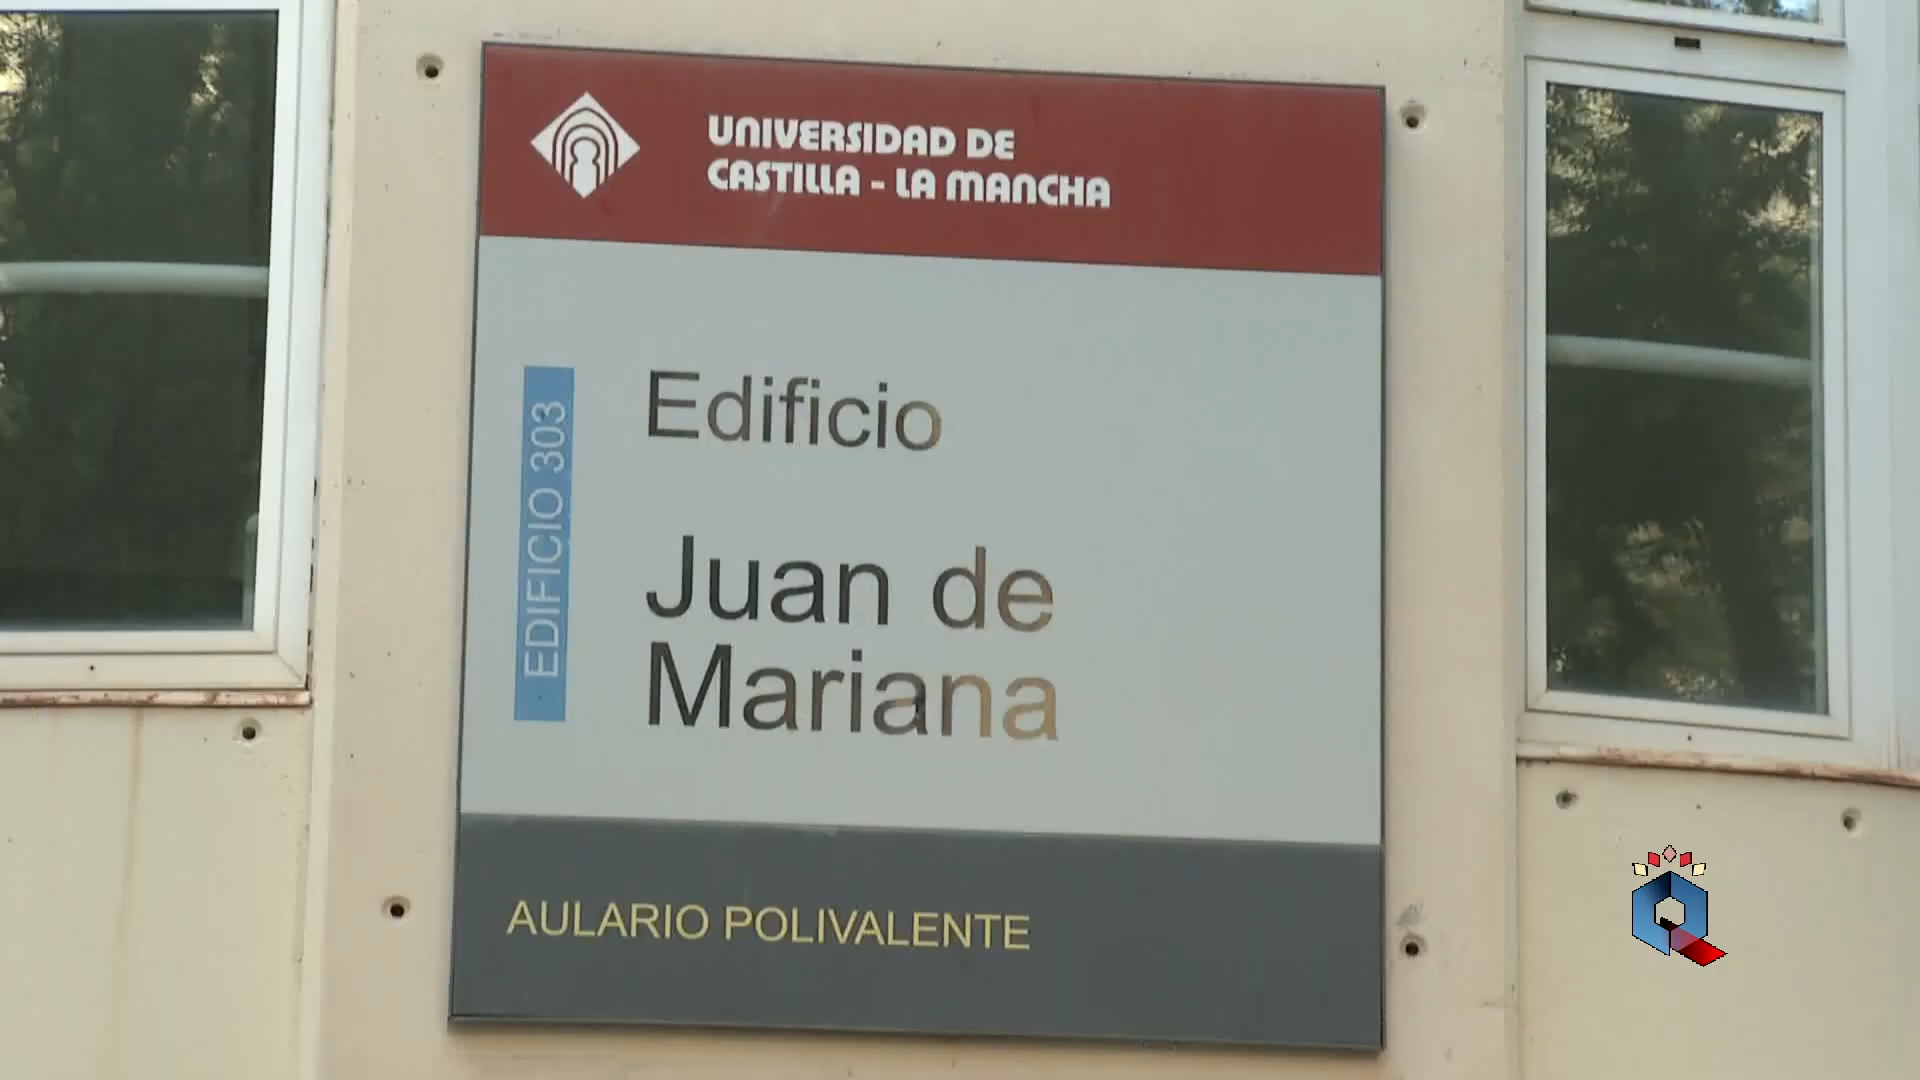 UNIVERSIDAD DE
CASTILLA - LA MANCHA
EDIFICIO 303
Edificio
Juan de
Mariana
AULARIO POLIVALENTE